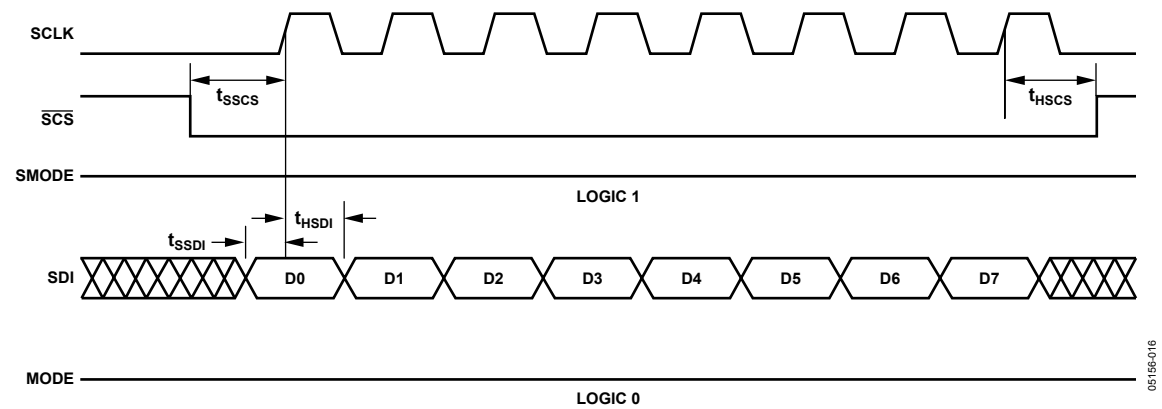 SCLK
tSSCS
tHSCS
SCS
SMODE
LOGIC 1
tHSDI
tSSDI
SDI
D0
D1
D2
D3
D4
D5
D6
D7
MODE
LOGIC 0
05156-016